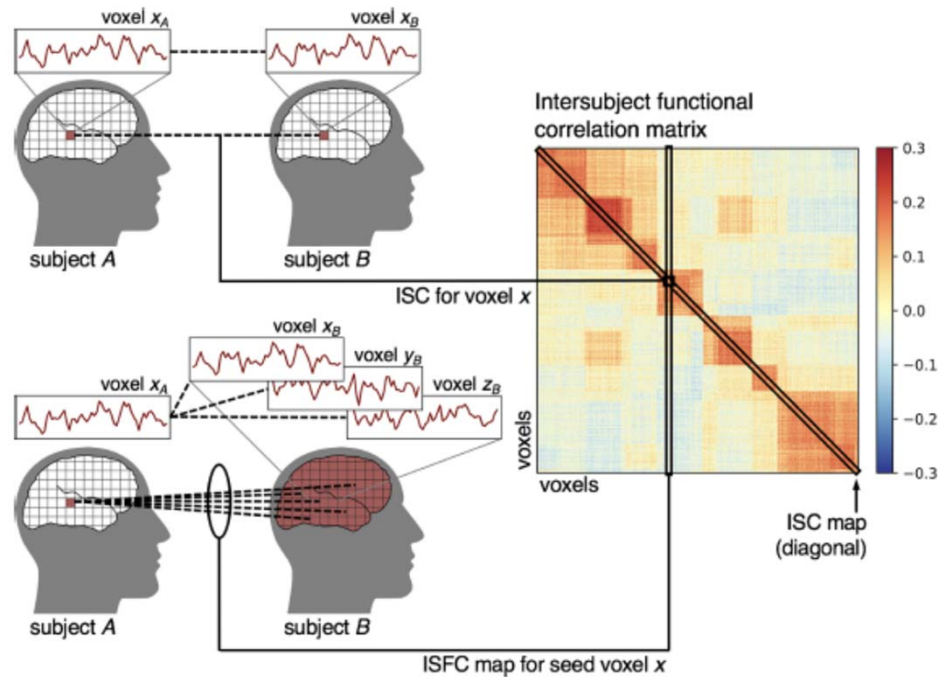 voxel xA
voxel xB
subject A
subject B
ISC for voxel x
voxel xB
voxel yB
voxel xA
voxel zB
subject A
subject B
ISFC map for seed voxel x
Intersubject functional
correlation matrix
voxels
voxels
0.3
0.2
0.1
0.0
−0.1
−0.2
−0.3
ISC map
(diagonal)